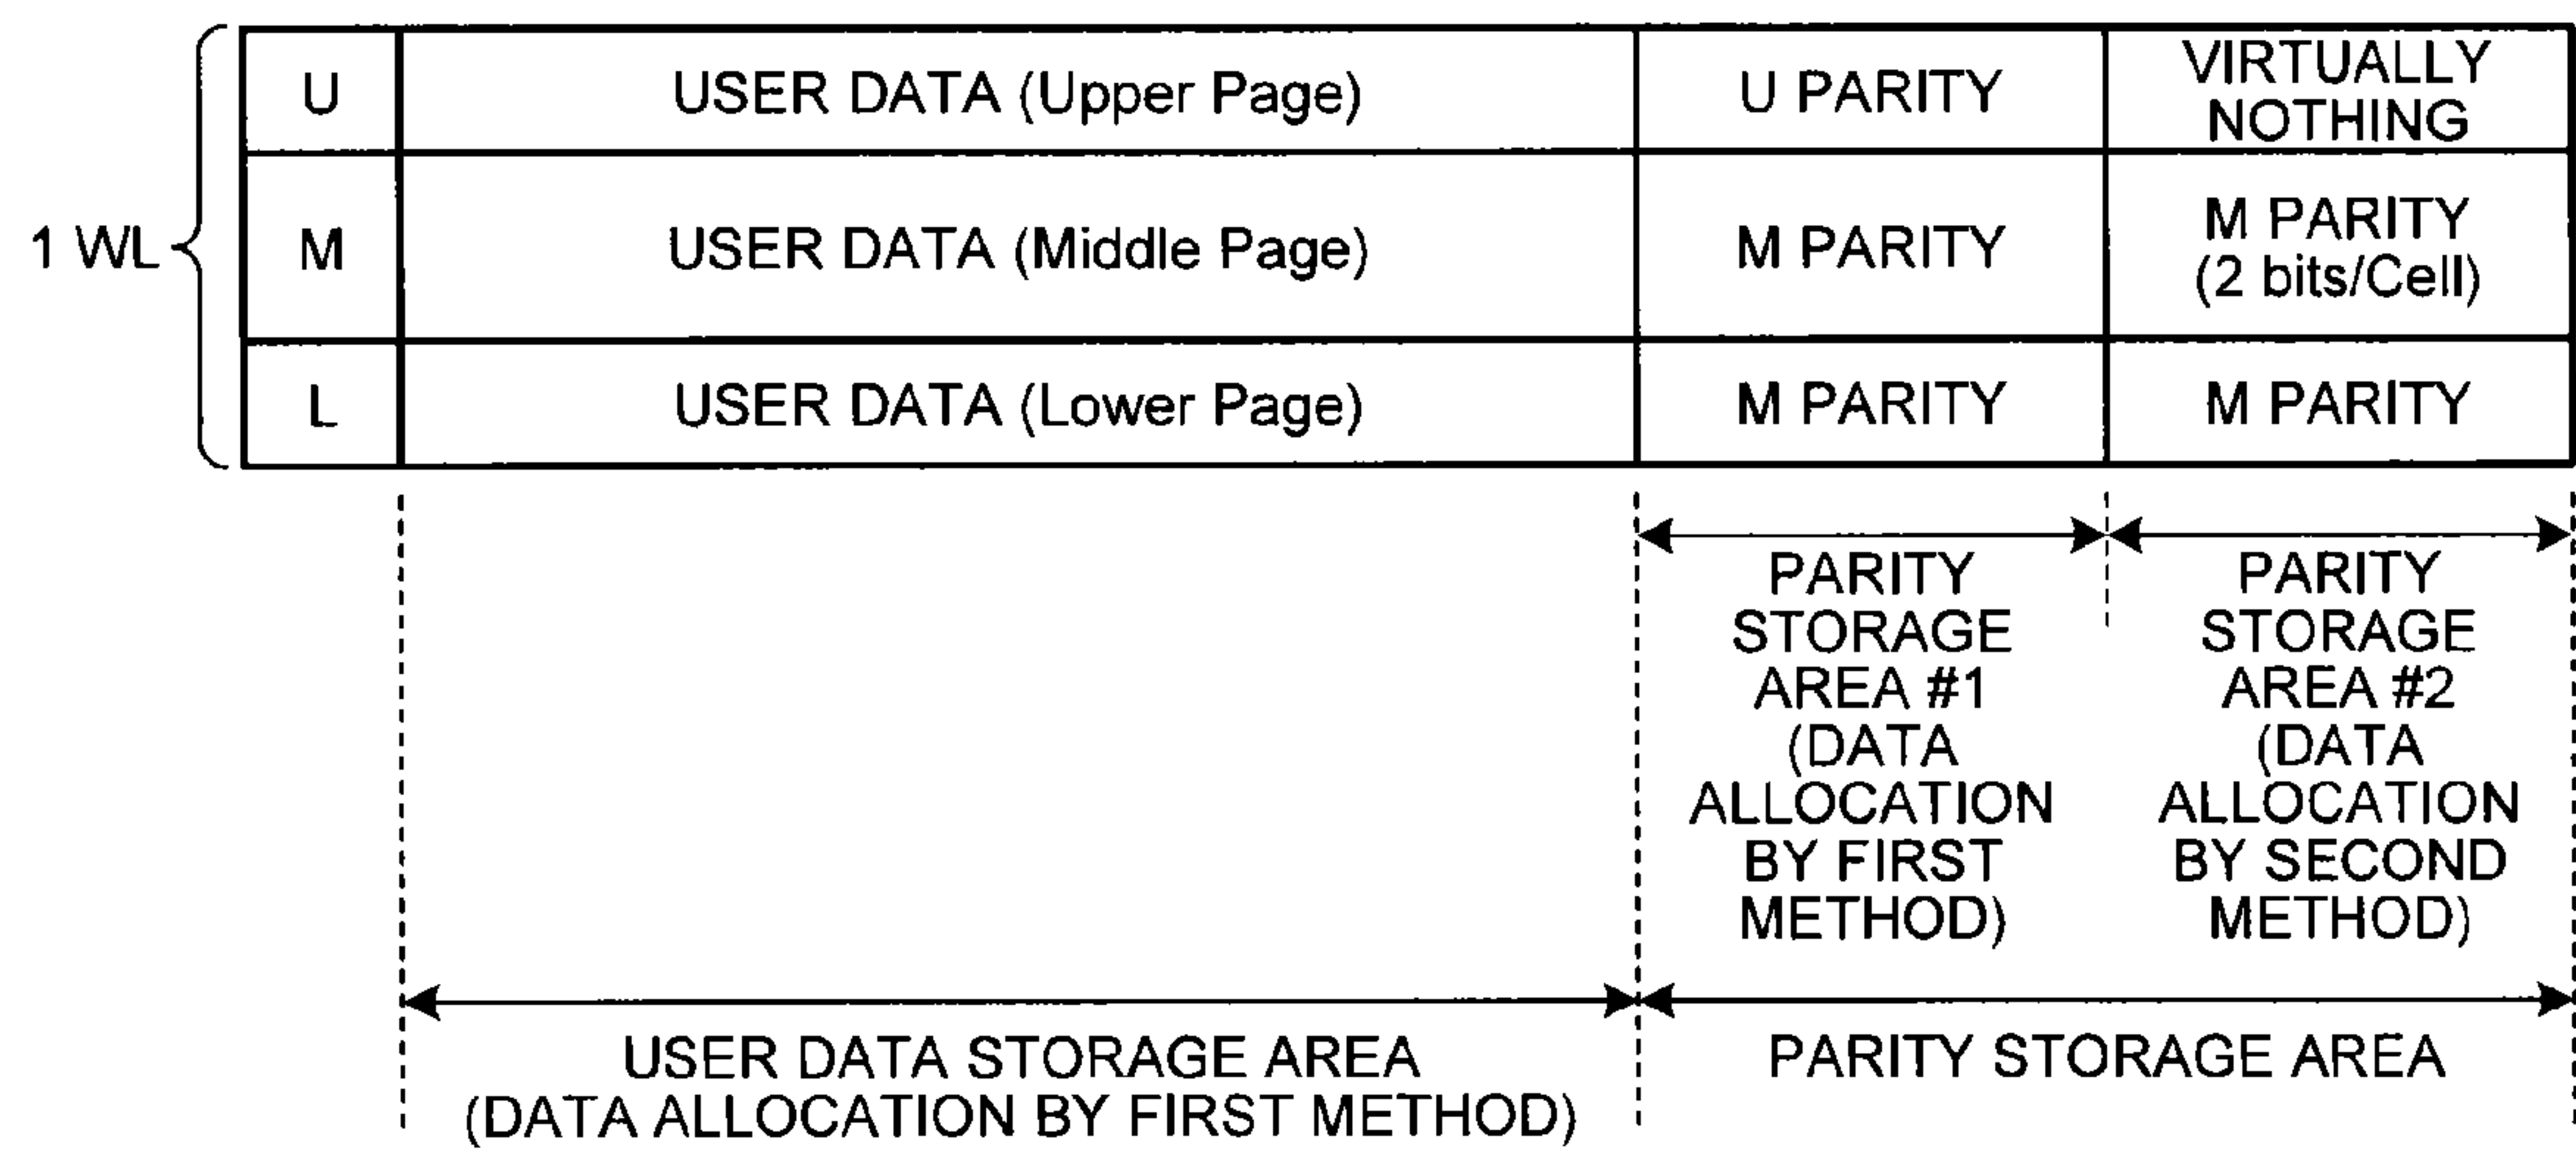 1 WL
U
USER DATA (Upper Page)
U PARITY
VIRTUALLY
NOTHING
M
USER DATA (Middle Page)
M PARITY
M PARITY
(2 bits/Cell)
L
USER DATA (Lower Page)
M PARITY
M PARITY
PARITY
STORAGE
AREA #1
(DATA
ALLOCATION
BY FIRST
METHOD)
PARITY
STORAGE
AREA #2
(DATA
ALLOCATION
BY SECOND
METHOD)
USER DATA STORAGE AREA
(DATA ALLOCATION BY FIRST METHOD)
PARITY STORAGE AREA